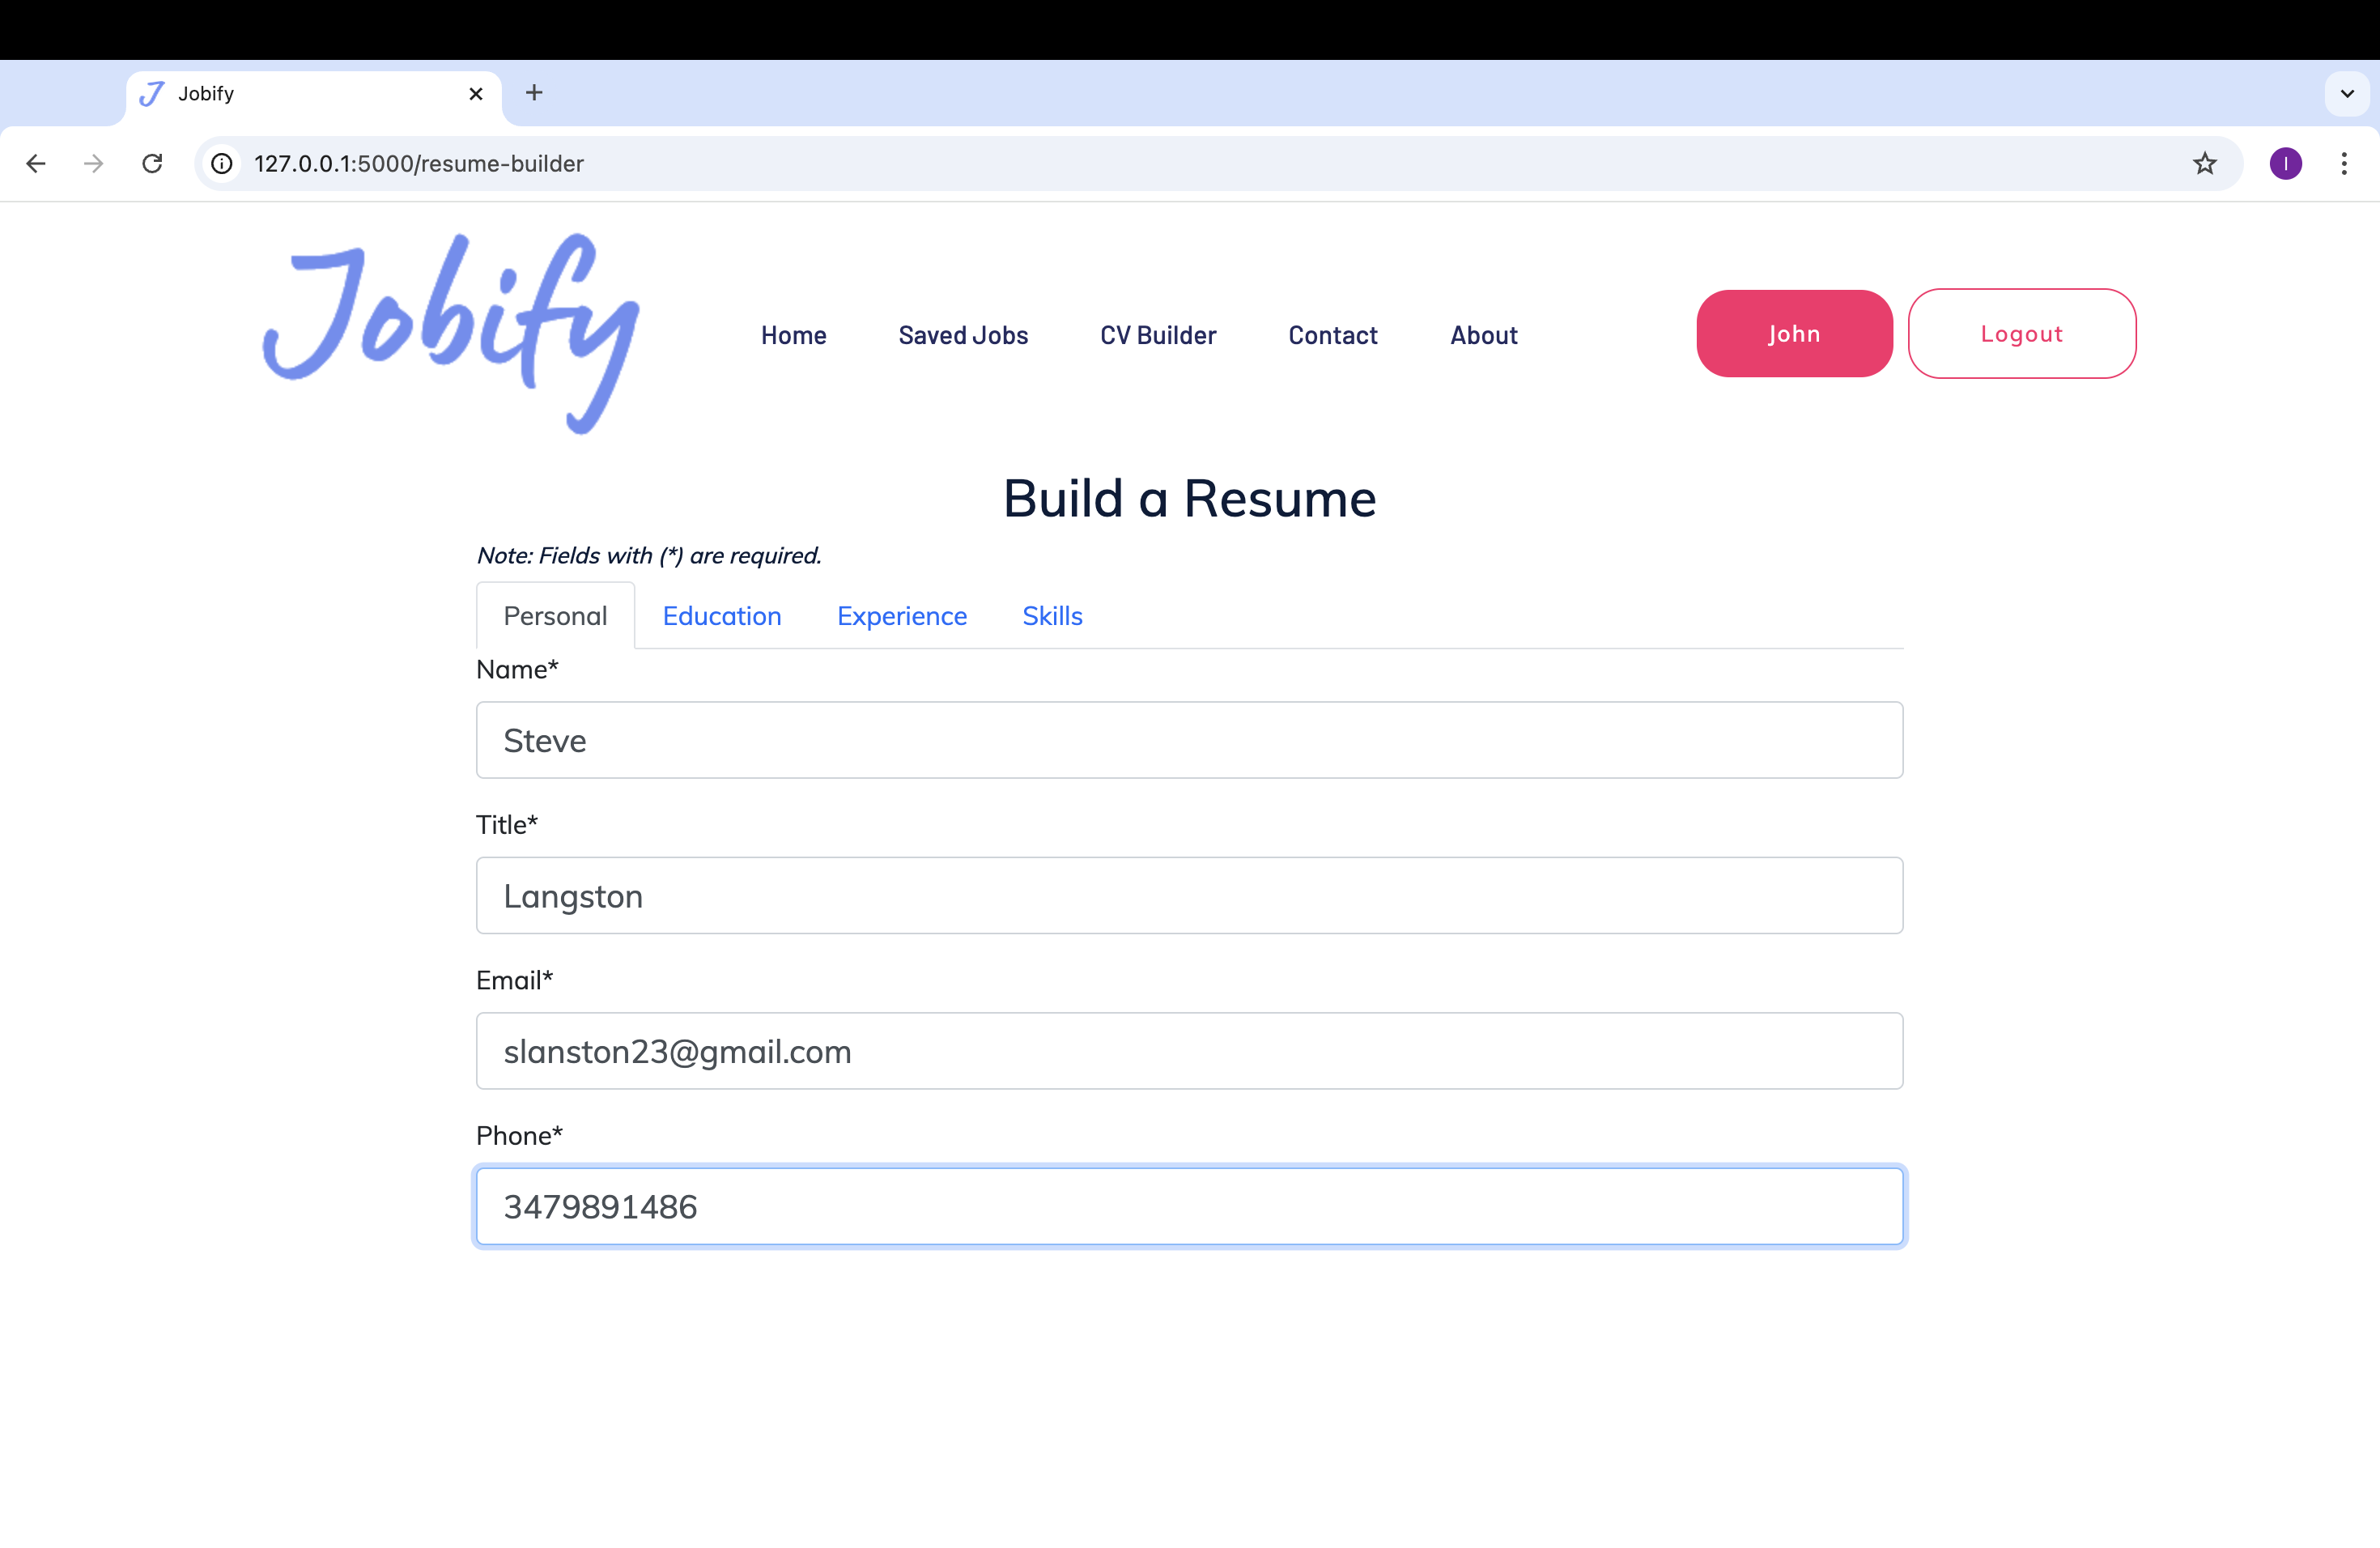 Jobify
127.0.0.1:5000/resume-builder
I
Jobify
Home Saved Jobs CV Builder Contact About John Logout
Build a Resume
Note: Fields with (*) are required.
Personal Education Experience Skills
Name*
Steve
Title*
Langston
Email*
slanston23@gmail.com
Phone*
3479891486